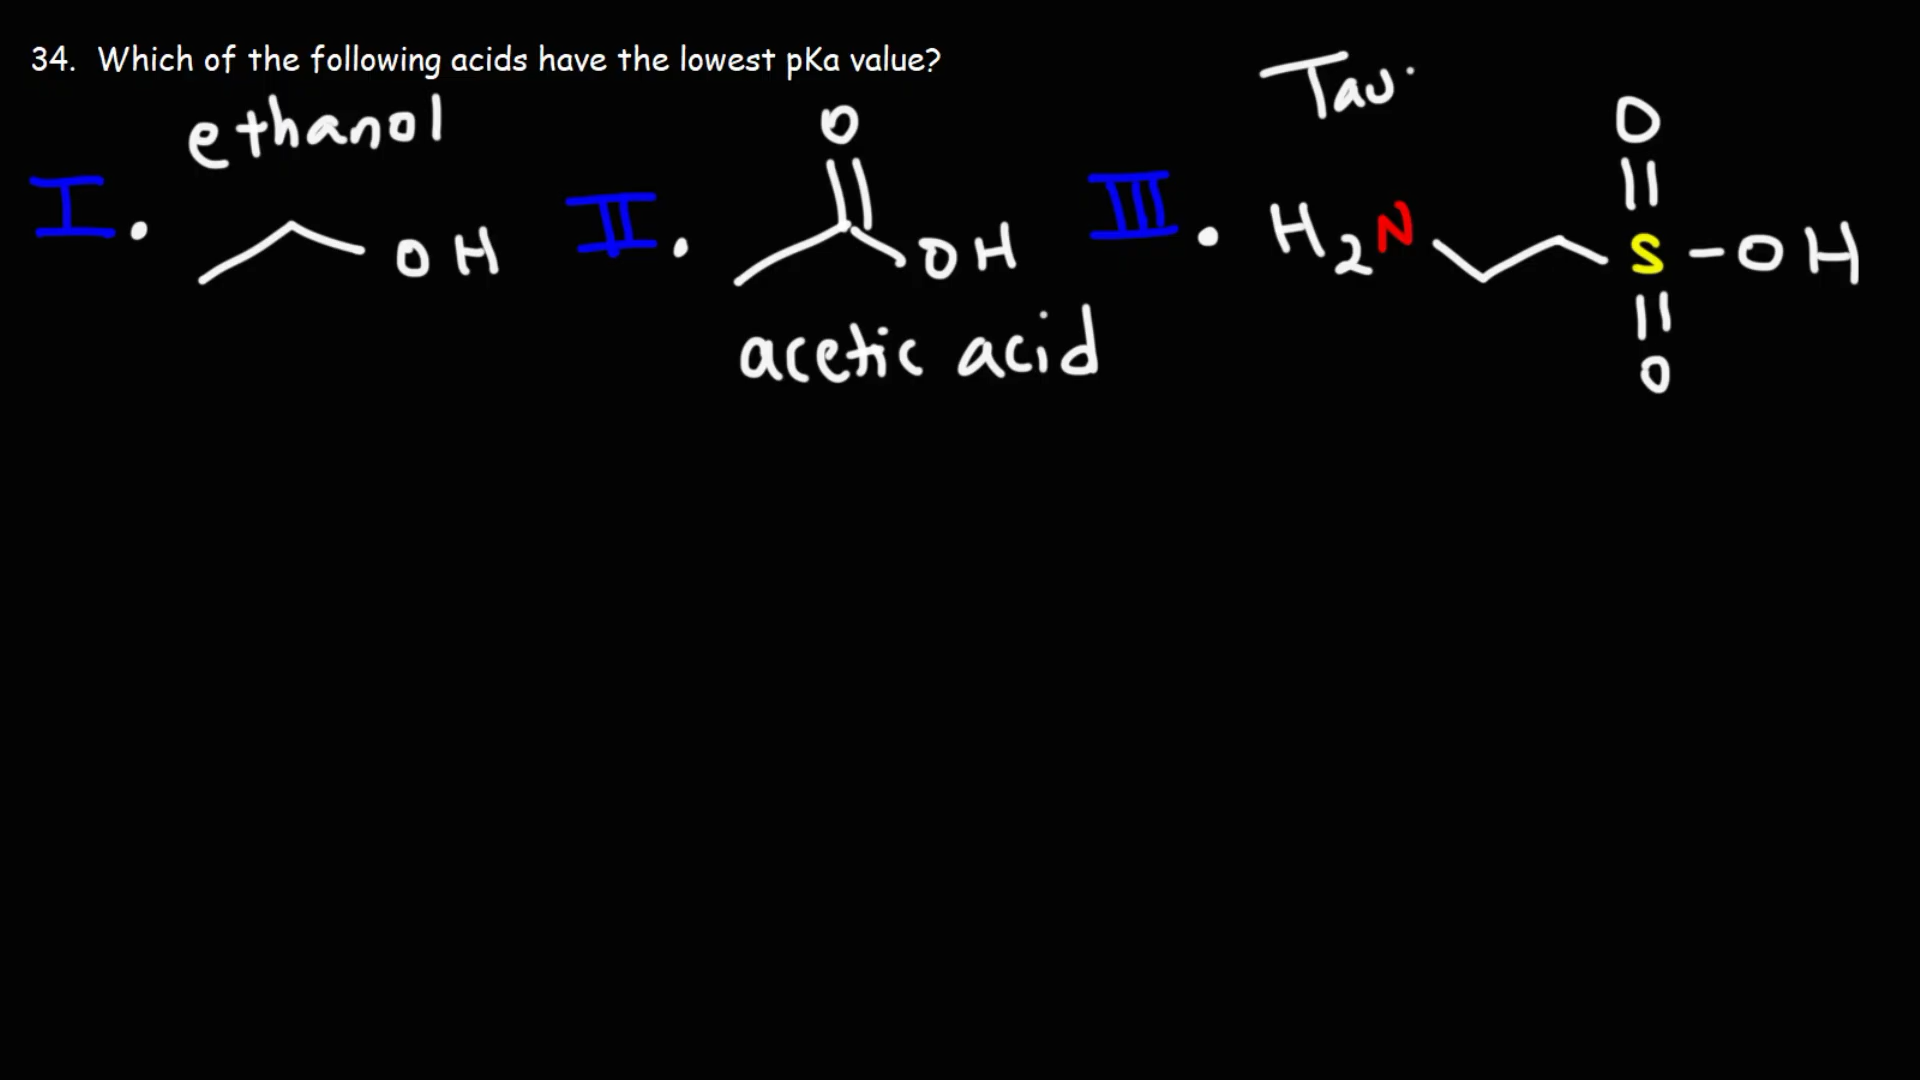 34. Which of the following acids have the lowest pKa value?
ethanol
Tau
I.
OH
II.
O
OH
III.
H2N
O
S-OH
O
acetic acid